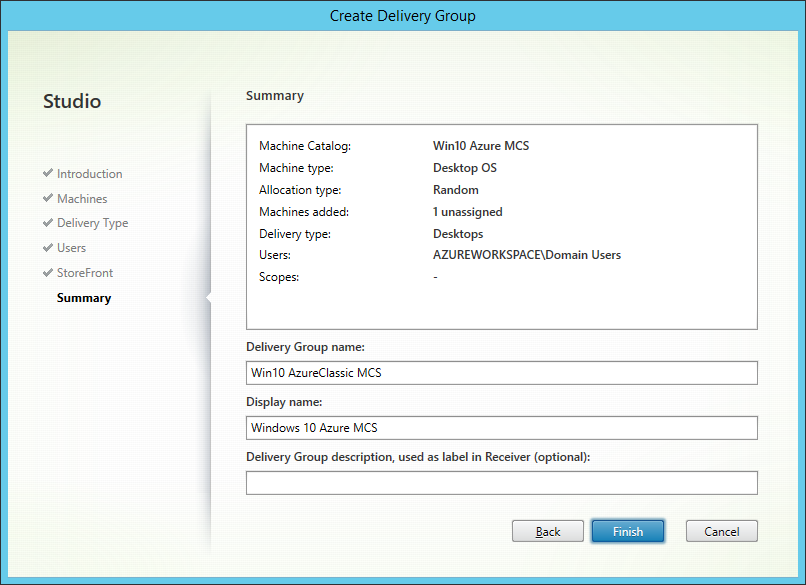 Create Delivery Group
Studio
Introduction
Machines
Delivery Type
Users
StoreFront
Summary
Summary
Machine Catalog: Win10 Azure MCS
Machine type: Desktop OS
Allocation type: Random
Machines added: 1 unassigned
Delivery type: Desktops
Users: AZUREWORKSPACE\Domain Users
Scopes: -
Delivery Group name:
Win10 AzureClassic MCS
Display name:
Windows 10 Azure MCS
Delivery Group description, used as label in Receiver (optional):
Back Finish Cancel